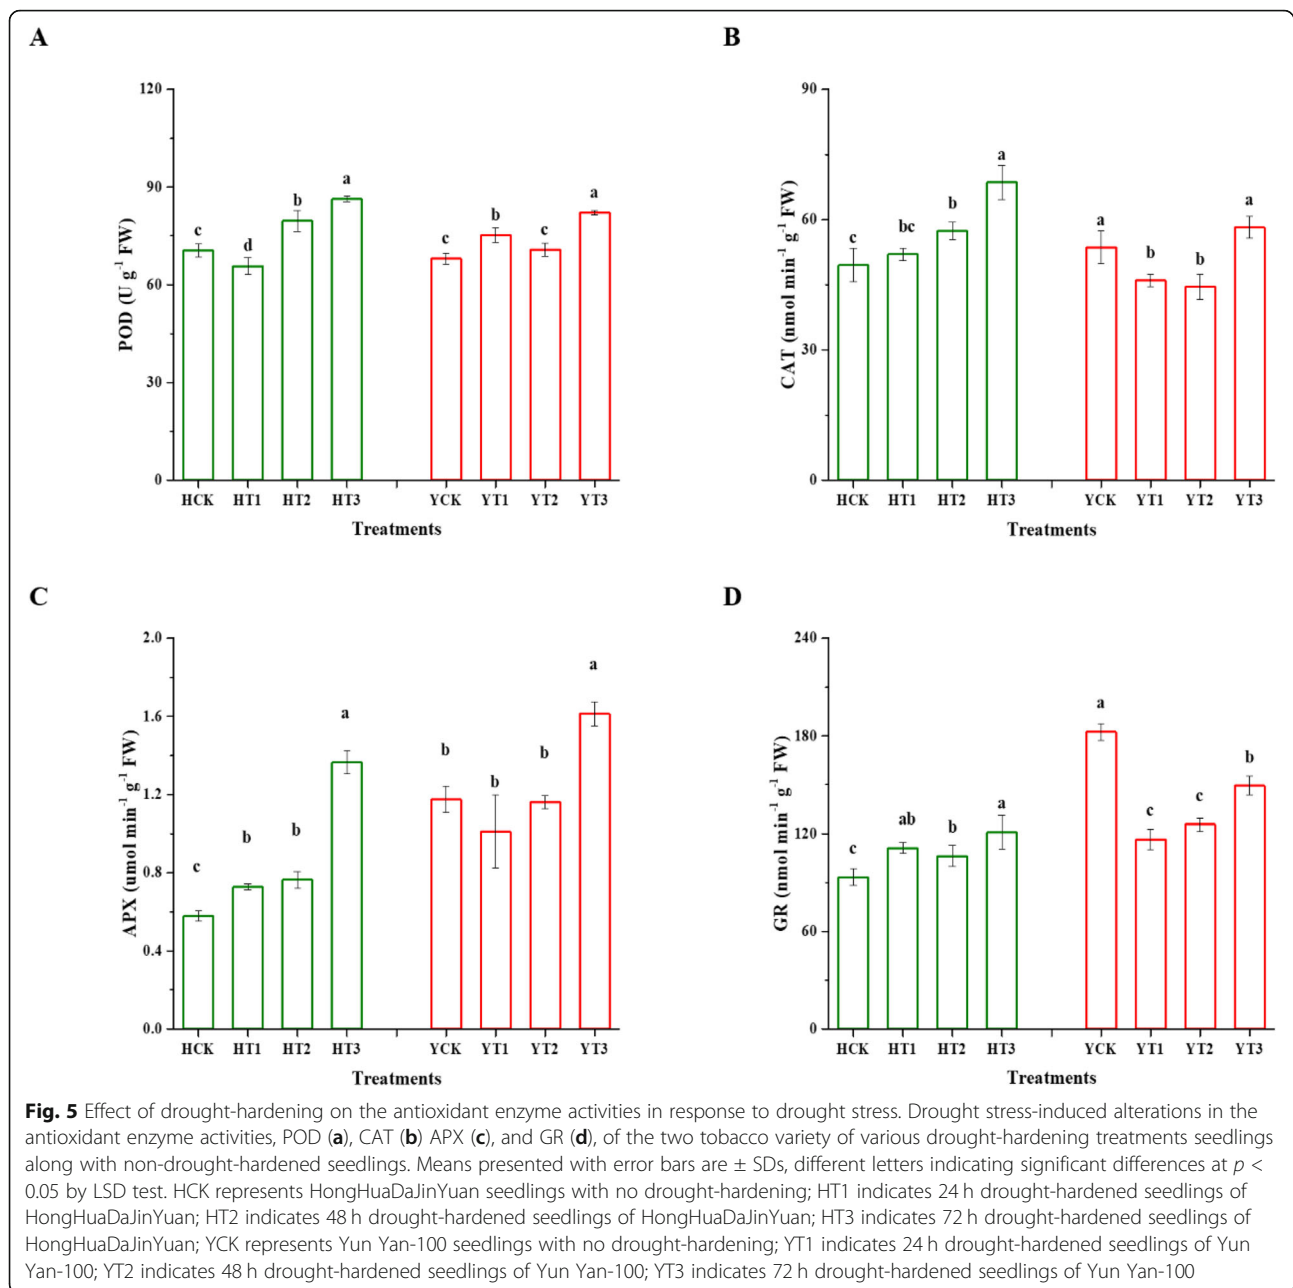 A
POD (U g⁻¹ FW)
120
90
60
30
0
c
d
b
a
c
b
c
a
HCK HT1 HT2 HT3 YCK YT1 YT2 YT3
Treatments
B
CAT (nmol min⁻¹ g⁻¹ FW)
90
60
30
0
c
bc
b
a
a
b
b
a
HCK HT1 HT2 HT3 YCK YT1 YT2 YT3
Treatments
C
APX (umol min⁻¹ g⁻¹ FW)
2.0
1.6
1.2
0.8
0.4
0.0
c
b
b
a
b
b
b
a
HCK HT1 HT2 HT3 YCK YT1 YT2 YT3
Treatments
D
GR (nmol min⁻¹ g⁻¹ FW)
240
180
120
60
0
c
ab
b
a
a
c
c
b
HCK HT1 HT2 HT3 YCK YT1 YT2 YT3
Treatments
Fig. 5 Effect of drought-hardening on the antioxidant enzyme activities in response to drought stress. Drought stress-induced alterations in the
antioxidant enzyme activities, POD (a), CAT (b) APX (c), and GR (d), of the two tobacco variety of various drought-hardening treatments seedlings
along with non-drought-hardened seedlings. Means presented with error bars are ± SDs, different letters indicating significant differences at p <
0.05 by LSD test. HCK represents HongHuaDaJinYuan seedlings with no drought-hardening; HT1 indicates 24 h drought-hardened seedlings of
HongHuaDaJinYuan; HT2 indicates 48 h drought-hardened seedlings of HongHuaDaJinYuan; HT3 indicates 72 h drought-hardened seedlings of
HongHuaDaJinYuan; YCK represents Yun Yan-100 seedlings with no drought-hardening; YT1 indicates 24 h drought-hardened seedlings of Yun
Yan-100; YT2 indicates 48 h drought-hardened seedlings of Yun Yan-100; YT3 indicates 72 h drought-hardened seedlings of Yun Yan-100